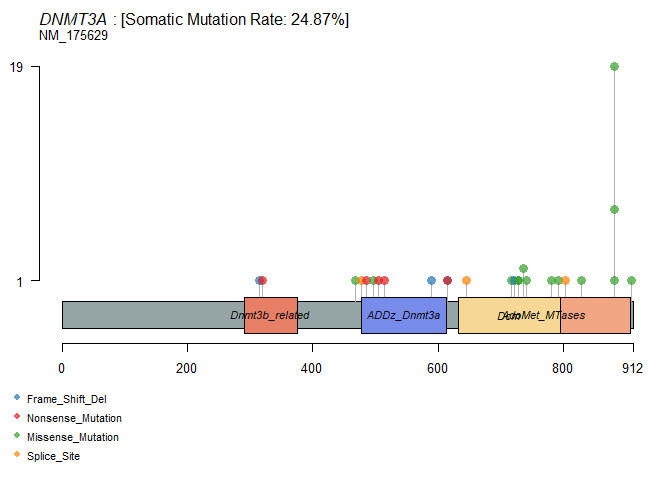 DNMT3A : [Somatic Mutation Rate: 24.87%]
NM_175629
19
1
Dnmt3b_related
ADDz_Dnmt3a
Dcm
AdoMet_MTases
0 200 400 600 800 912
Frame_Shift_Del
Nonsense_Mutation
Missense_Mutation
Splice_Site